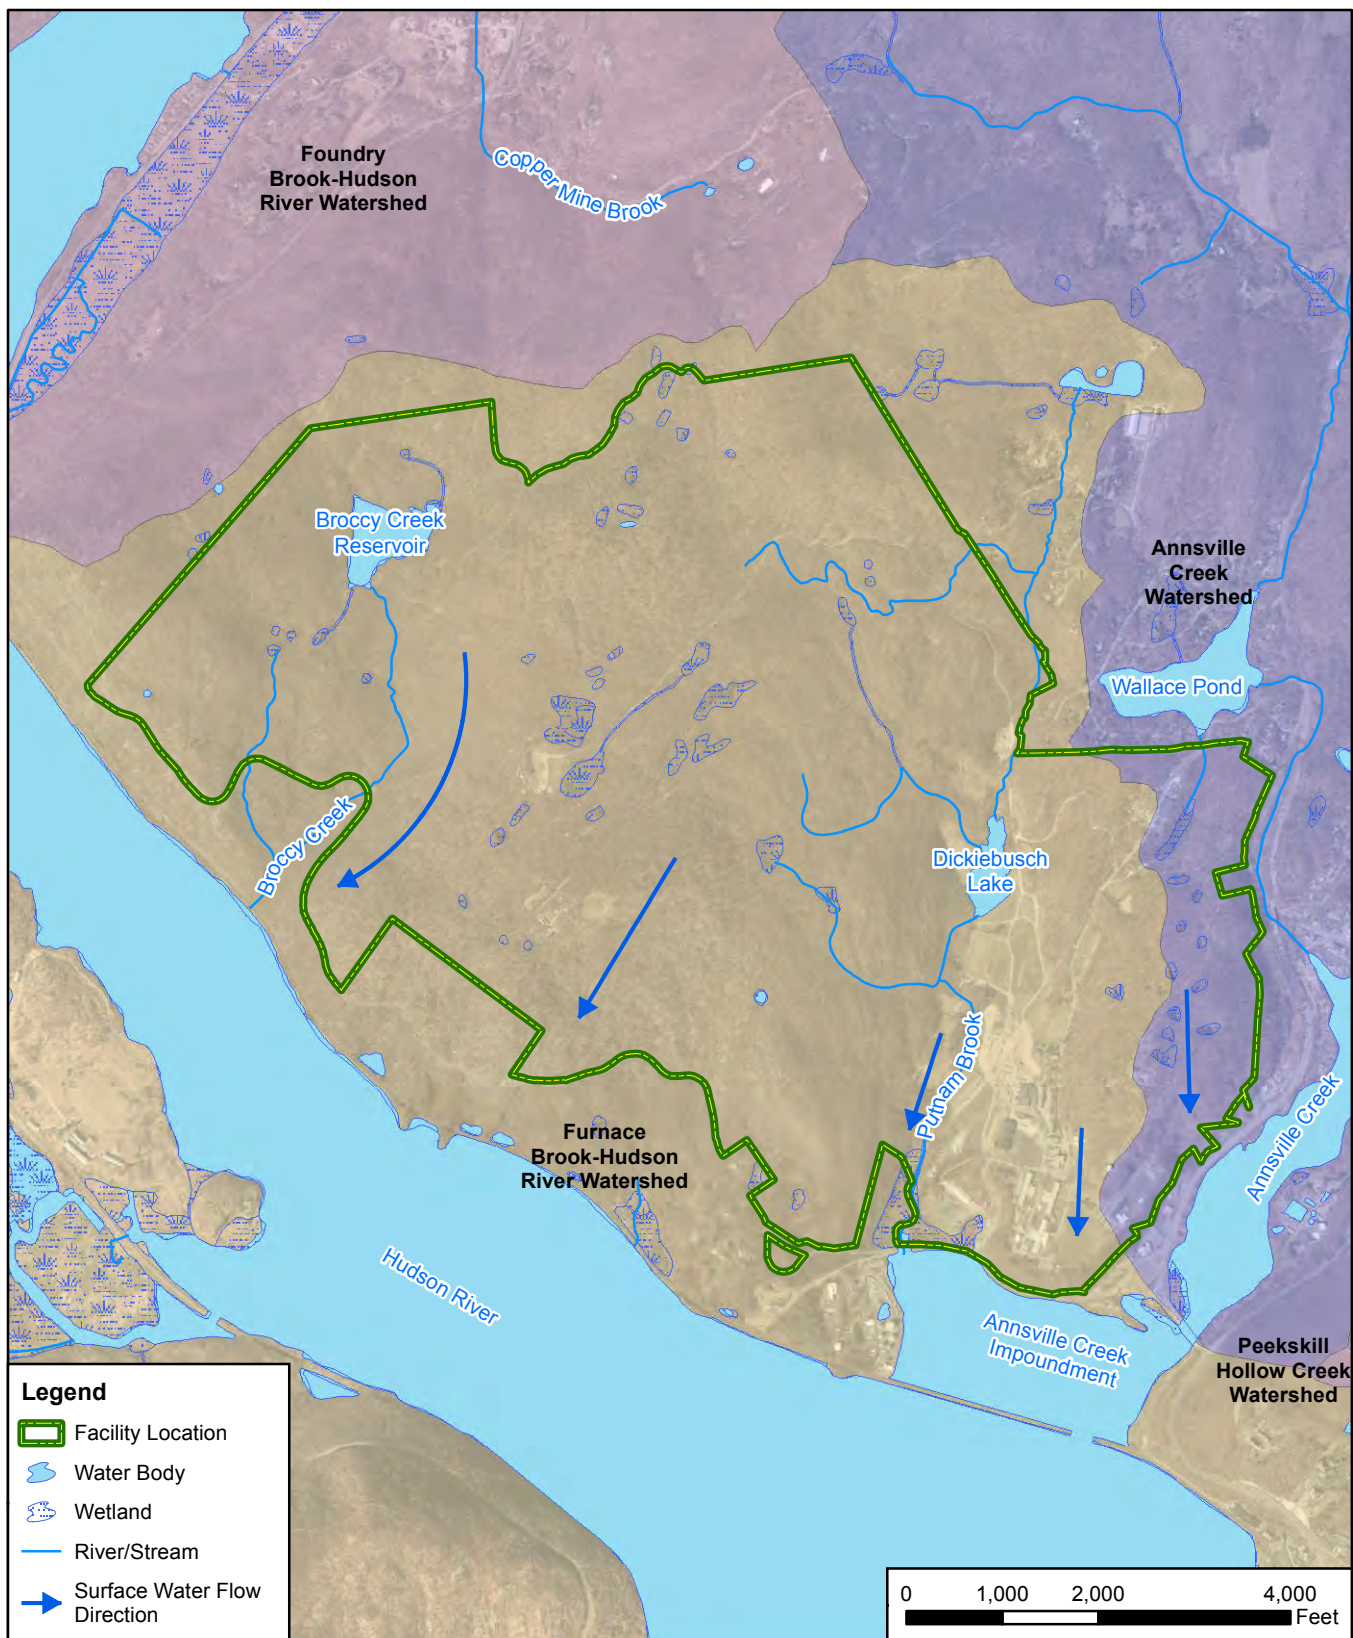 Foundry
Brook-Hudson
River Watershed
Copper Mine Brook
Broccy Creek
Reservoir
Annsville
Creek
Watershed
Wallace Pond
Broccy Creek
Dickiebusch
Lake
Putnam Brook
Annsville Creek
Furnace
Brook-Hudson
River Watershed
Hudson River
Annsville Creek
Impoundment
Peekskill
Hollow Creek
Watershed
Legend
Facility Location
Water Body
Wetland
River/Stream
Surface Water Flow
Direction
0 1,000 2,000 4,000
Feet